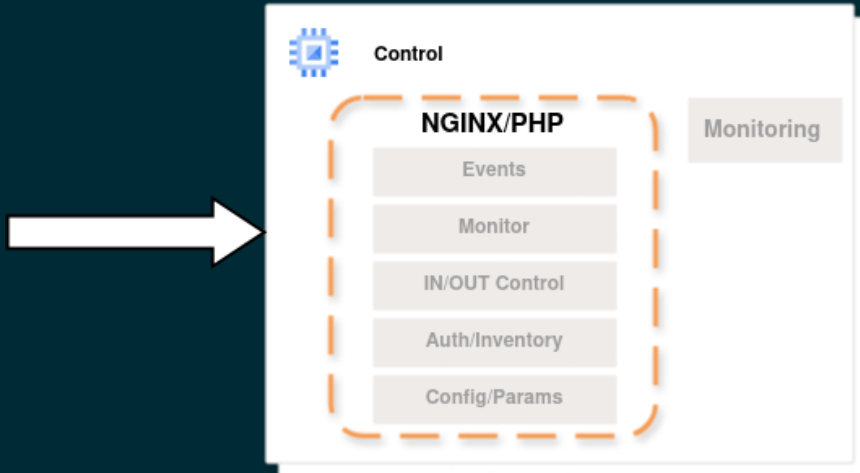 Control
NGINX/PHP
Monitoring
Events
Monitor
IN/OUT Control
Auth/Inventory
Config/Params